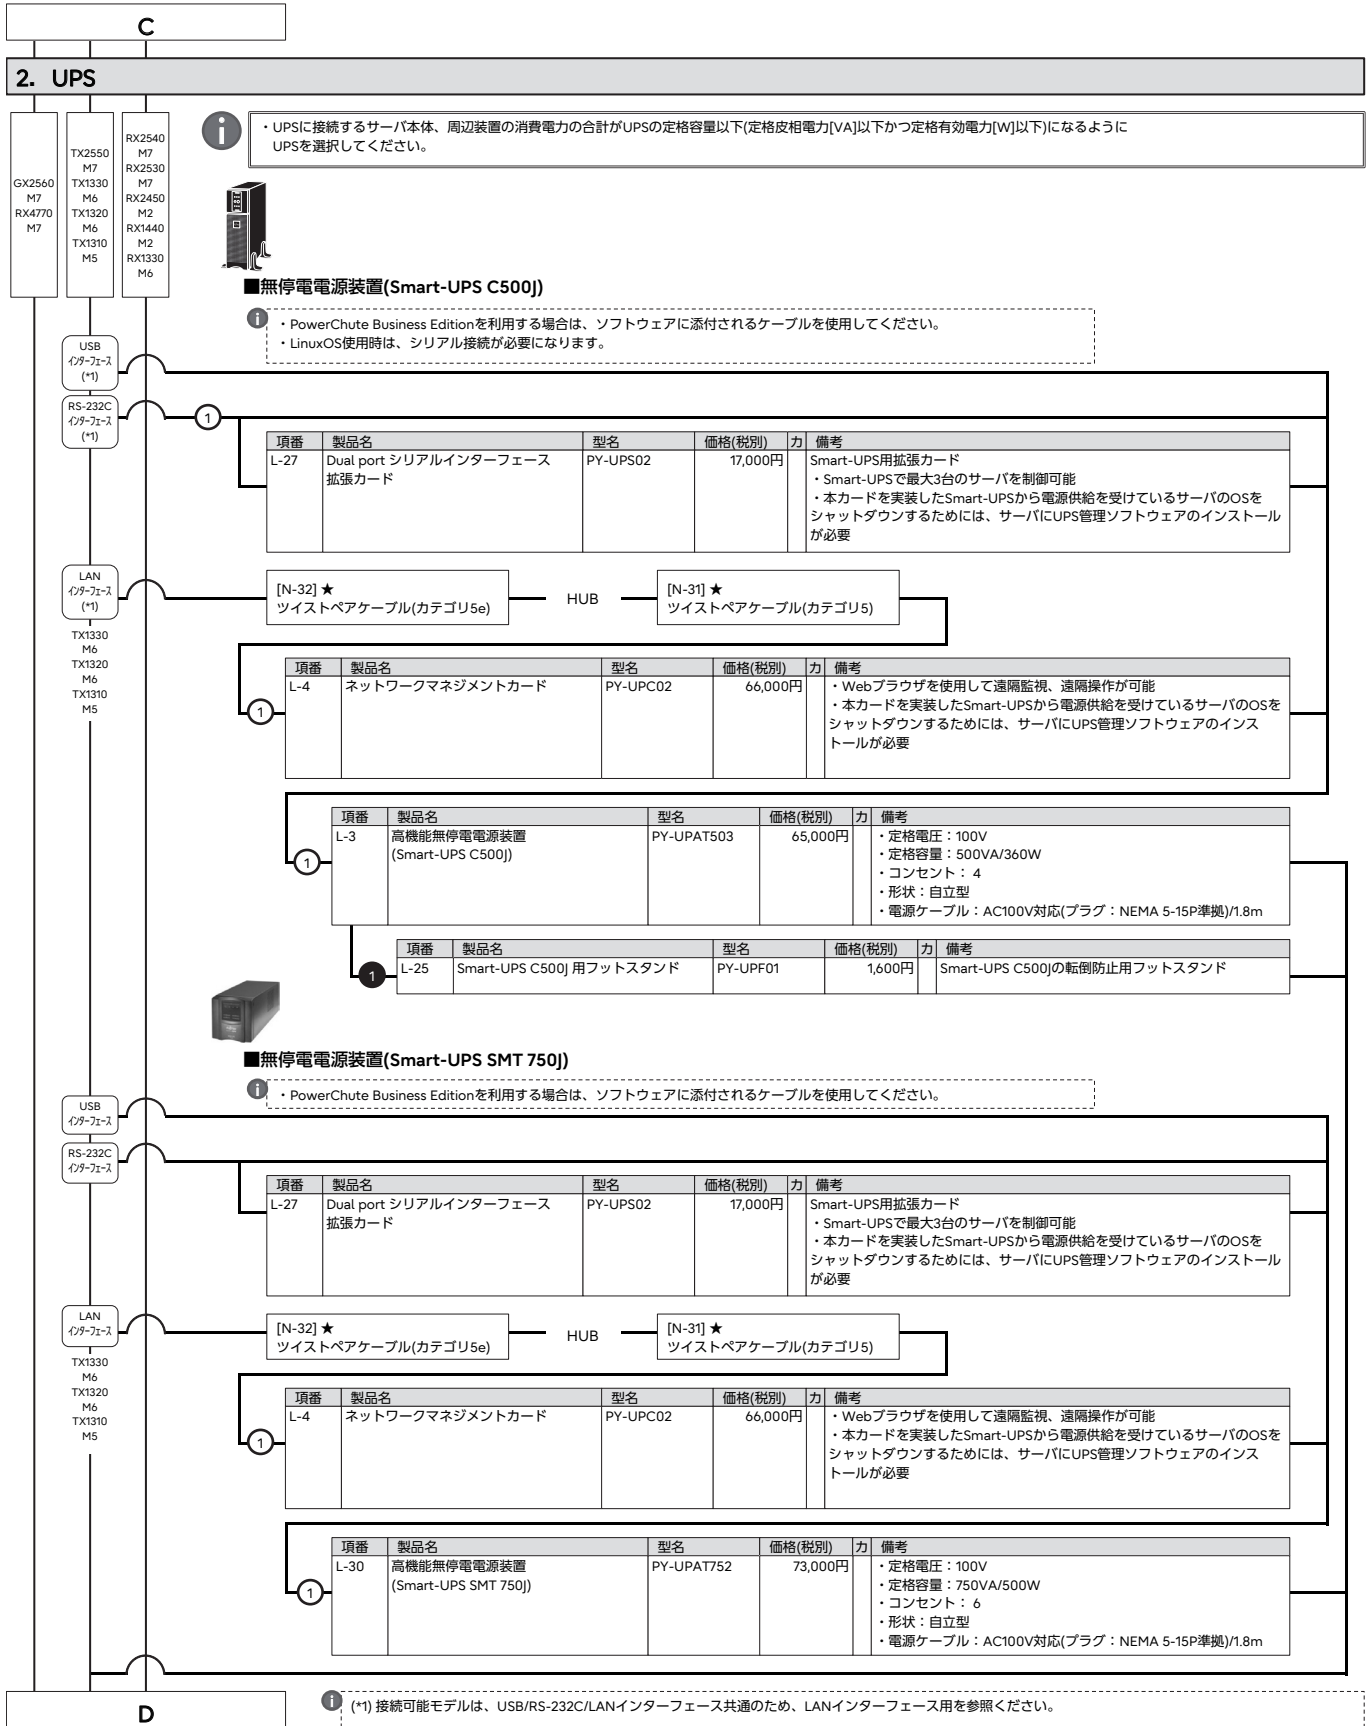 C
2. UPS
GX2560
M7
RX4770
M7
TX2550
M7
TX1330
M6
TX1320
M6
TX1310
M5
RX2540
M7
RX2530
M7
RX2450
M2
RX1440
M2
RX1330
M6
・UPSに接続するサーバ本体、周辺装置の消費電力の合計がUPSの定格容量以下(定格皮相電力[VA]以下かつ定格有効電力[W]以下)になるように
UPSを選択してください。
■無停電電源装置(Smart-UPS C500J)
・PowerChute Business Editionを利用する場合は、ソフトウェアに添付されるケーブルを使用してください。
・LinuxOS使用時は、シリアル接続が必要になります。
USB
インターフェース
(*1)
RS-232C
インターフェース
(*1)
1
項番 製品名 型名 価格(税別) カ 備考
L-27 Dual port シリアルインターフェース PY-UPS02 17,000円 Smart-UPS用拡張カード
拡張カード ・Smart-UPSで最大3台のサーバを制御可能
・本カードを実装したSmart-UPSから電源供給を受けているサーバのOSを
シャットダウンするためには、サーバにUPS管理ソフトウェアのインストール
が必要
LAN
インターフェース
(*1)
TX1330
M6
TX1320
M6
TX1310
M5
[N-32] ★
ツイストペアケーブル(カテゴリ5e)
HUB
[N-31] ★
ツイストペアケーブル(カテゴリ5)
項番 製品名 型名 価格(税別) カ 備考
1
L-4 ネットワークマネジメントカード PY-UPC02 66,000円 ・Webブラウザを使用して遠隔監視、遠隔操作が可能
・本カードを実装したSmart-UPSから電源供給を受けているサーバのOSを
シャットダウンするためには、サーバにUPS管理ソフトウェアのインス
トールが必要
項番 製品名 型名 価格(税別) カ 備考
1
L-3 高機能無停電電源装置 PY-UPAT503 65,000円 ・定格電圧：100V
(Smart-UPS C500J) ・定格容量：500VA/360W
・コンセント： 4
・形状：自立型
・電源ケーブル：AC100V対応(プラグ：NEMA 5-15P準拠)/1.8m
項番 製品名 型名 価格(税別) カ 備考
1
L-25 Smart-UPS C500J 用フットスタンド PY-UPF01 1,600円 Smart-UPS C500Jの転倒防止用フットスタンド
■無停電電源装置(Smart-UPS SMT 750J)
・PowerChute Business Editionを利用する場合は、ソフトウェアに添付されるケーブルを使用してください。
USB
インターフェース
RS-232C
インターフェース
項番 製品名 型名 価格(税別) カ 備考
L-27 Dual port シリアルインターフェース PY-UPS02 17,000円 Smart-UPS用拡張カード
拡張カード ・Smart-UPSで最大3台のサーバを制御可能
・本カードを実装したSmart-UPSから電源供給を受けているサーバのOSを
シャットダウンするためには、サーバにUPS管理ソフトウェアのインストール
が必要
LAN
インターフェース
TX1330
M6
TX1320
M6
TX1310
M5
[N-32] ★
ツイストペアケーブル(カテゴリ5e)
HUB
[N-31] ★
ツイストペアケーブル(カテゴリ5)
項番 製品名 型名 価格(税別) カ 備考
1
L-4 ネットワークマネジメントカード PY-UPC02 66,000円 ・Webブラウザを使用して遠隔監視、遠隔操作が可能
・本カードを実装したSmart-UPSから電源供給を受けているサーバのOSを
シャットダウンするためには、サーバにUPS管理ソフトウェアのインス
トールが必要
項番 製品名 型名 価格(税別) カ 備考
1
L-30 高機能無停電電源装置 PY-UPAT752 73,000円 ・定格電圧：100V
(Smart-UPS SMT 750J) ・定格容量：750VA/500W
・コンセント： 6
・形状：自立型
・電源ケーブル：AC100V対応(プラグ：NEMA 5-15P準拠)/1.8m
D
(*1) 接続可能モデルは、USB/RS-232C/LANインターフェース共通のため、LANインターフェース用を参照ください。